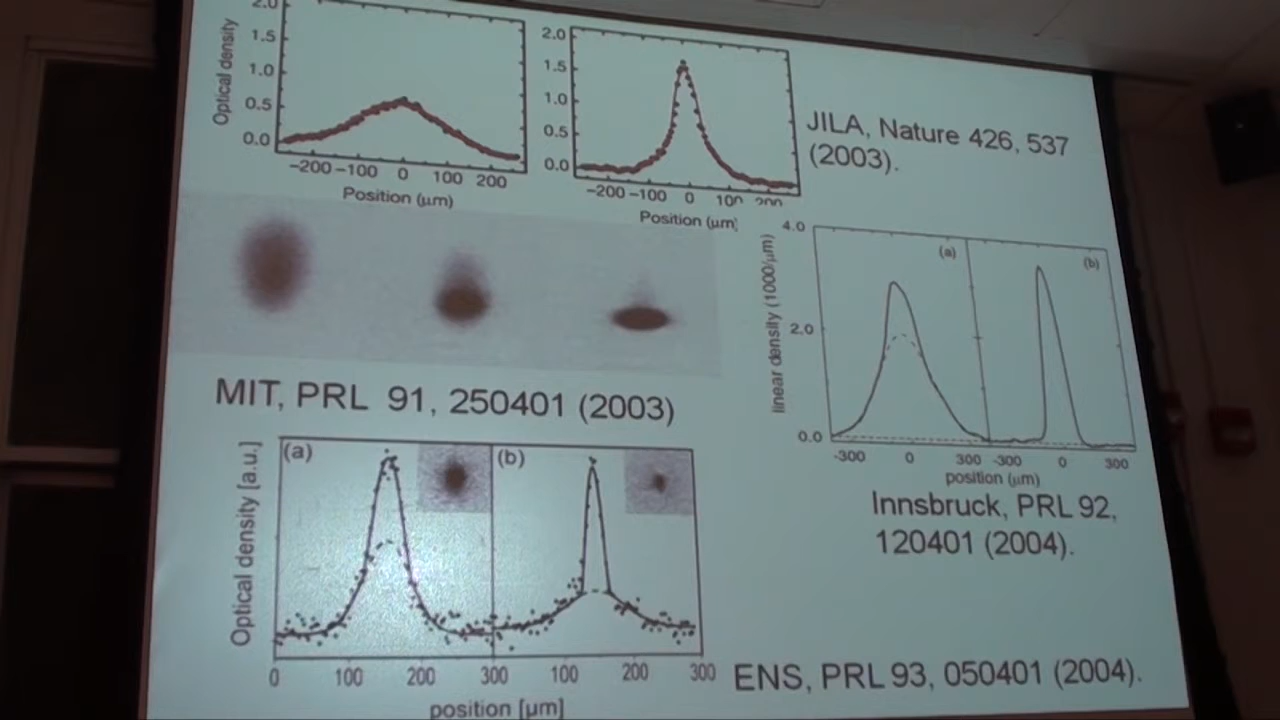 2.0
1.5
1.0
0.5
0.0
Optical density
-200 -100 0 100 200
Position (μm)
2.0
1.5
1.0
0.5
0.0
-200 -100 0 100 200
Position (μm)
JILA, Nature 426, 537
(2003).
MIT, PRL 91, 250401 (2003)
4.0
2.0
0.0
linear density (1000/μm)
(a)
(b)
-300 0 300 -300 0 300
position (μm)
Innsbruck, PRL 92,
120401 (2004).
Optical density [a.u.]
(a)
(b)
0 100 200 300 100 200 300
position [μm]
ENS, PRL 93, 050401 (2004).